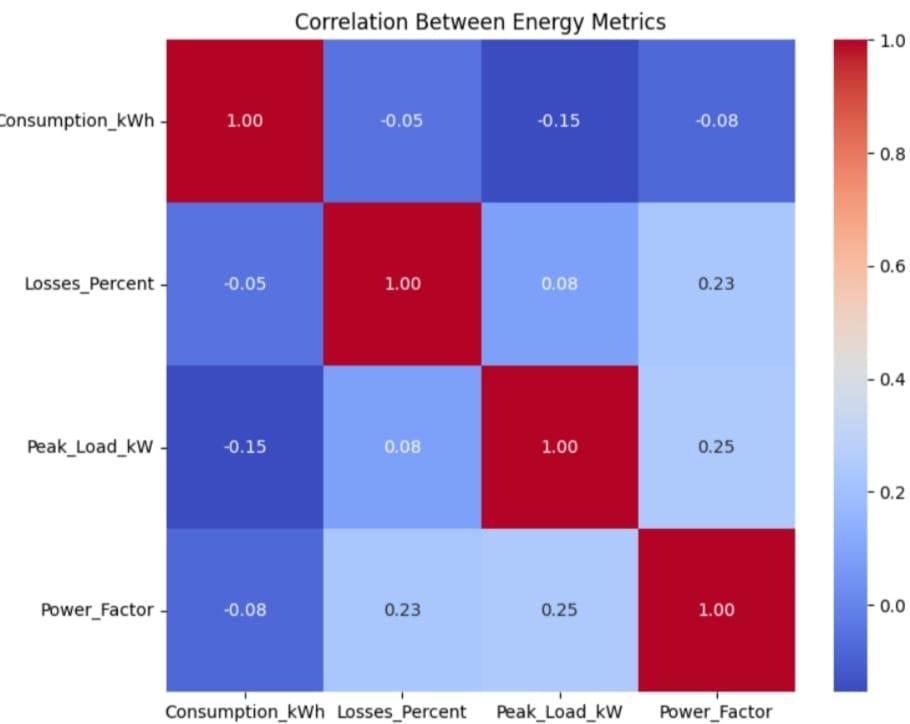 Correlation Between Energy Metrics
Consumption_kWh 1.00 -0.05 -0.15 -0.08
Losses_Percent -0.05 1.00 0.08 0.23
Peak_Load_kW -0.15 0.08 1.00 0.25
Power_Factor -0.08 0.23 0.25 1.00
Consumption_kWh Losses_Percent Peak_Load_kW Power_Factor
1.0
0.8
0.6
0.4
0.2
0.0